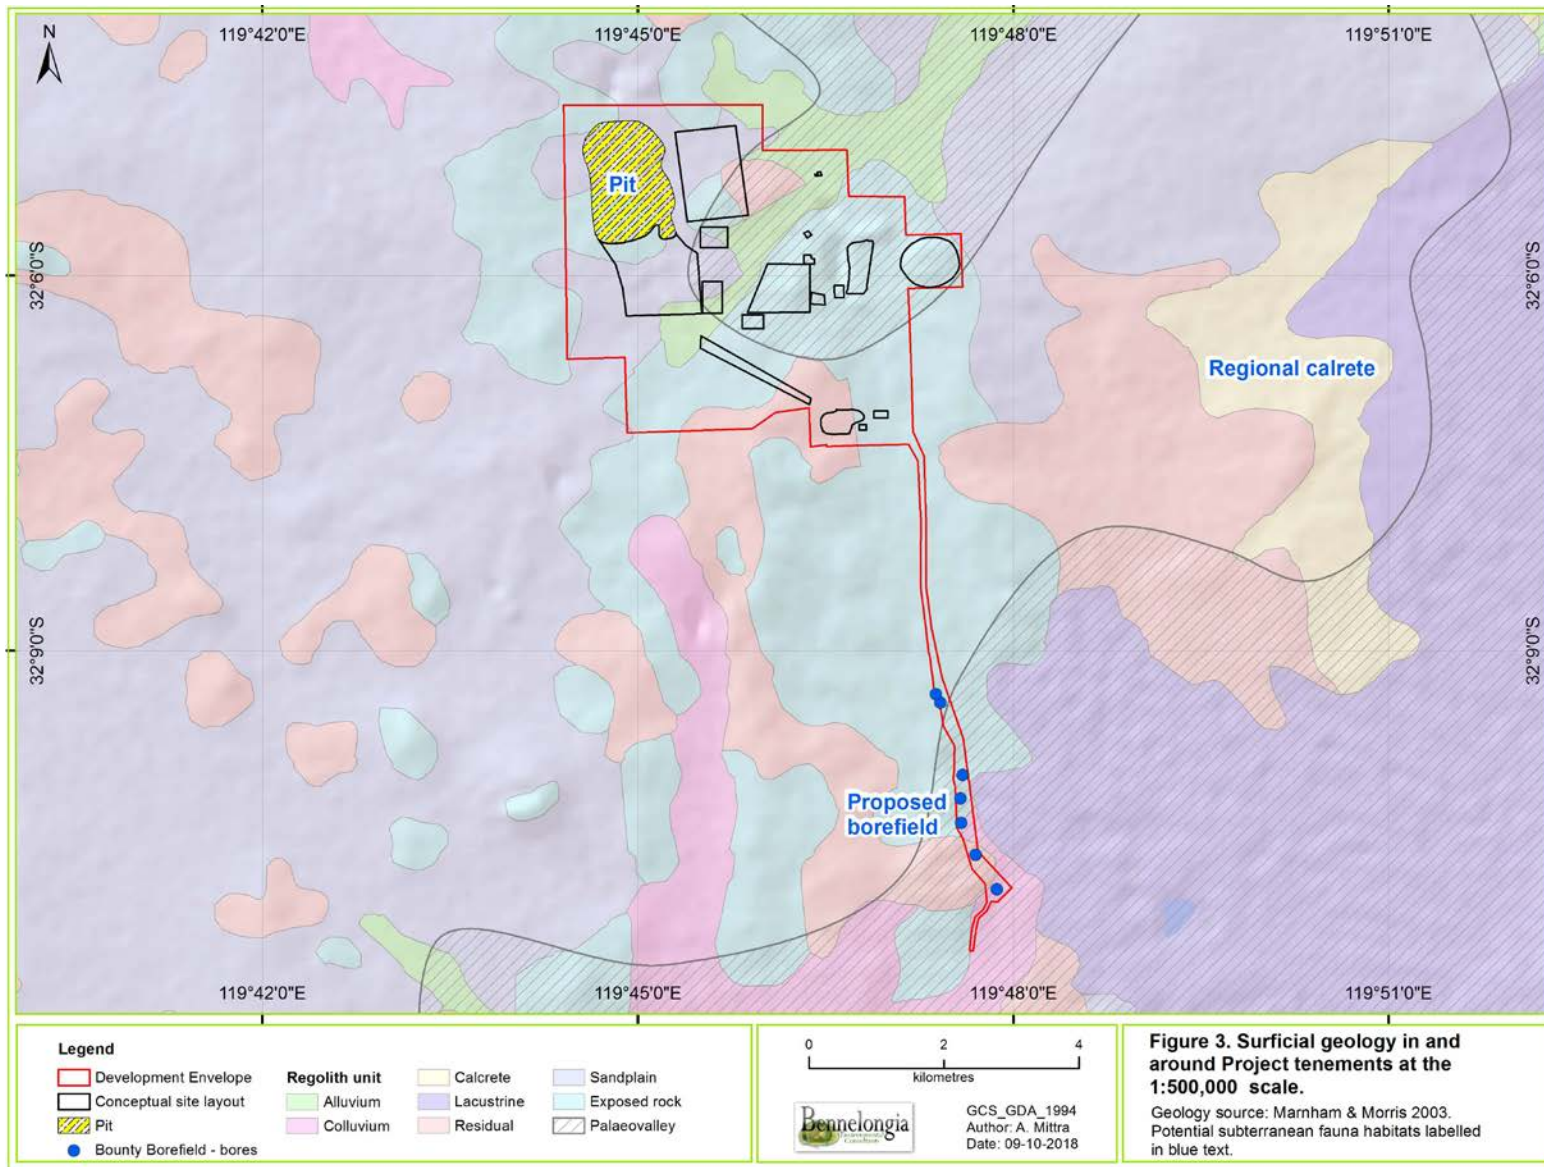 N
119°42'0"E
119°45'0"E
119°48'0"E
119°51'0"E
Pit
32°6'0"S
32°6'0"S
Regional calrete
32°9'0"S
32°9'0"S
Proposed
borefield
119°42'0"E
119°45'0"E
119°48'0"E
119°51'0"E
Legend
Development Envelope
Conceptual site layout
Pit
Bounty Borefield - bores
Regolith unit
Alluvium
Colluvium
Calcrete
Lacustrine
Residual
Sandplain
Exposed rock
Palaeovalley
0 2 4
kilometres
Bennelongia
Environmental
Consultants
GCS_GDA_1994
Author: A. Mittra
Date: 09-10-2018
Figure 3. Surficial geology in and
around Project tenements at the
1:500,000 scale.
Geology source: Marnham & Morris 2003.
Potential subterranean fauna habitats labelled
in blue text.